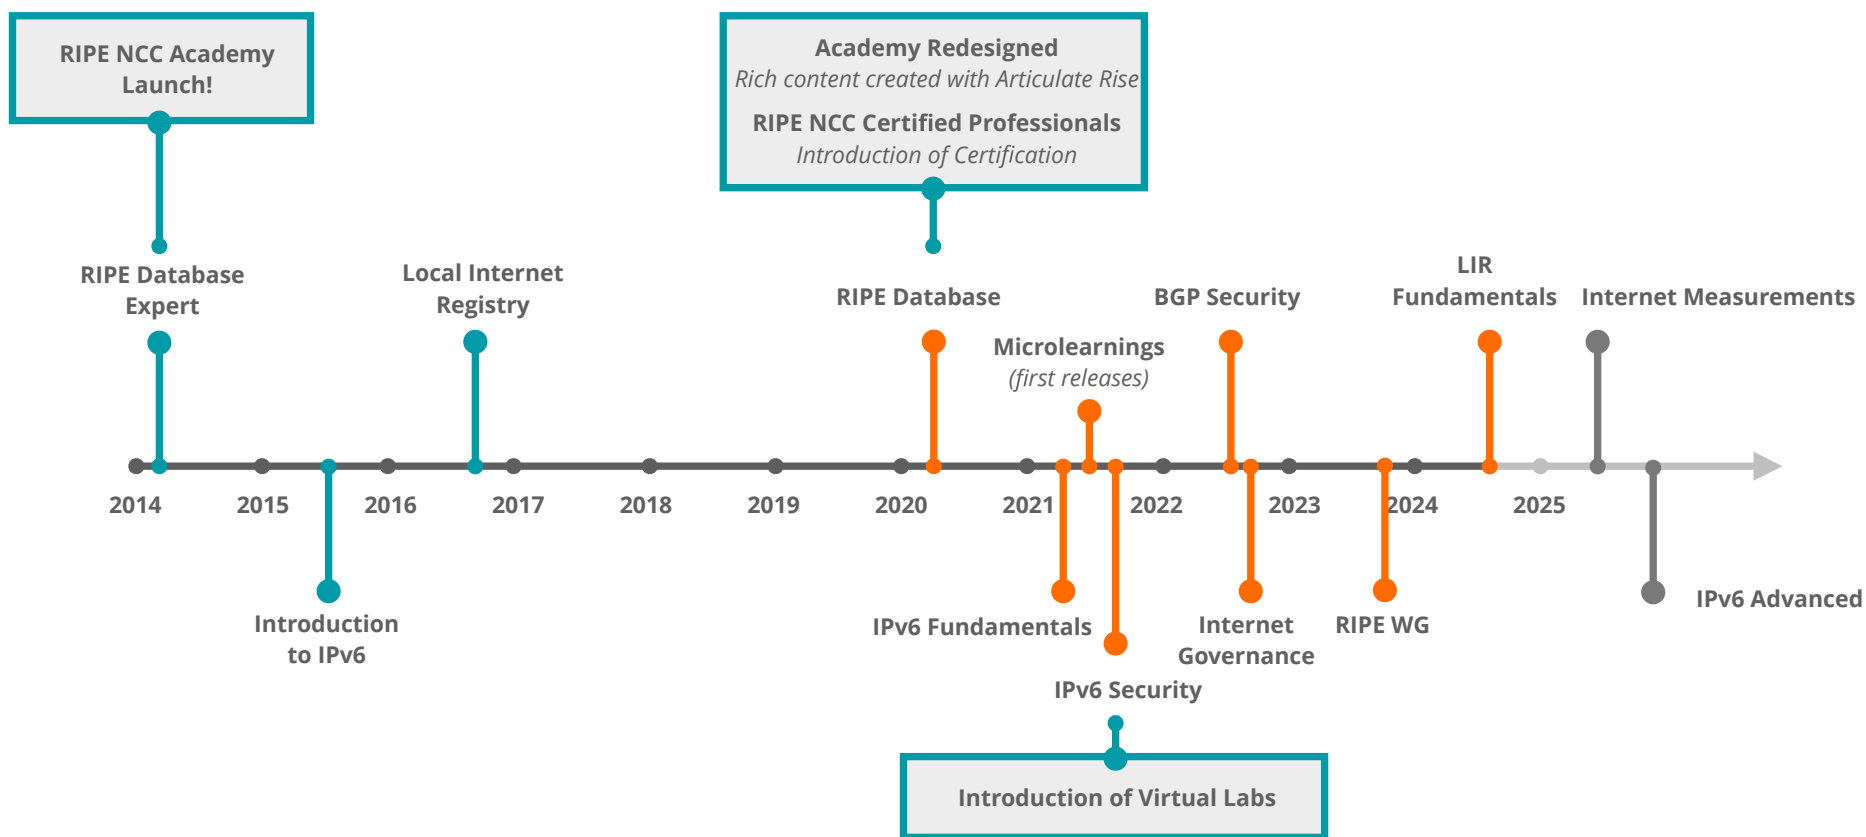 RIPE NCC Academy
Launch!
Academy Redesigned
Rich content created with Articulate Rise
RIPE NCC Certified Professionals
Introduction of Certification
RIPE Database
Expert
Local Internet
Registry
RIPE Database
Microlearnings
(first releases)
BGP Security
LIR
Fundamentals
Internet Measurements
2014
2015
2016
2017
2018
2019
2020
2021
2022
2023
2024
2025
Introduction
to IPv6
IPv6 Fundamentals
IPv6 Security
Internet
Governance
RIPE WG
IPv6 Advanced
Introduction of Virtual Labs